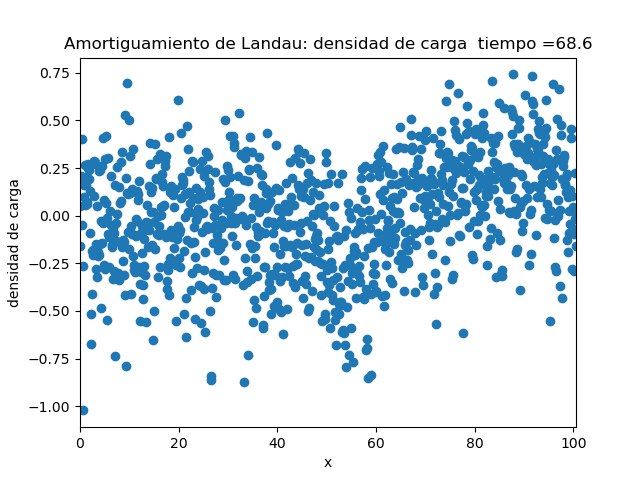 Amortiguamiento de Landau: densidad de carga  tiempo =68.6
0.75
0.50
0.25
0.00
−0.25
−0.50
−0.75
−1.00
densidad de carga
0 20 40 60 80 100
x